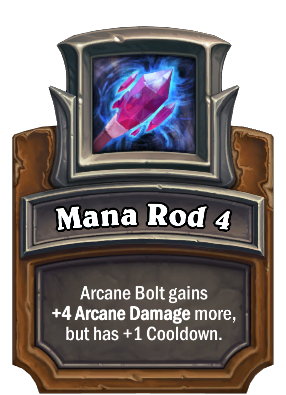 Mana Rod 4
Arcane Bolt gains
+4 Arcane Damage more,
but has +1 Cooldown.